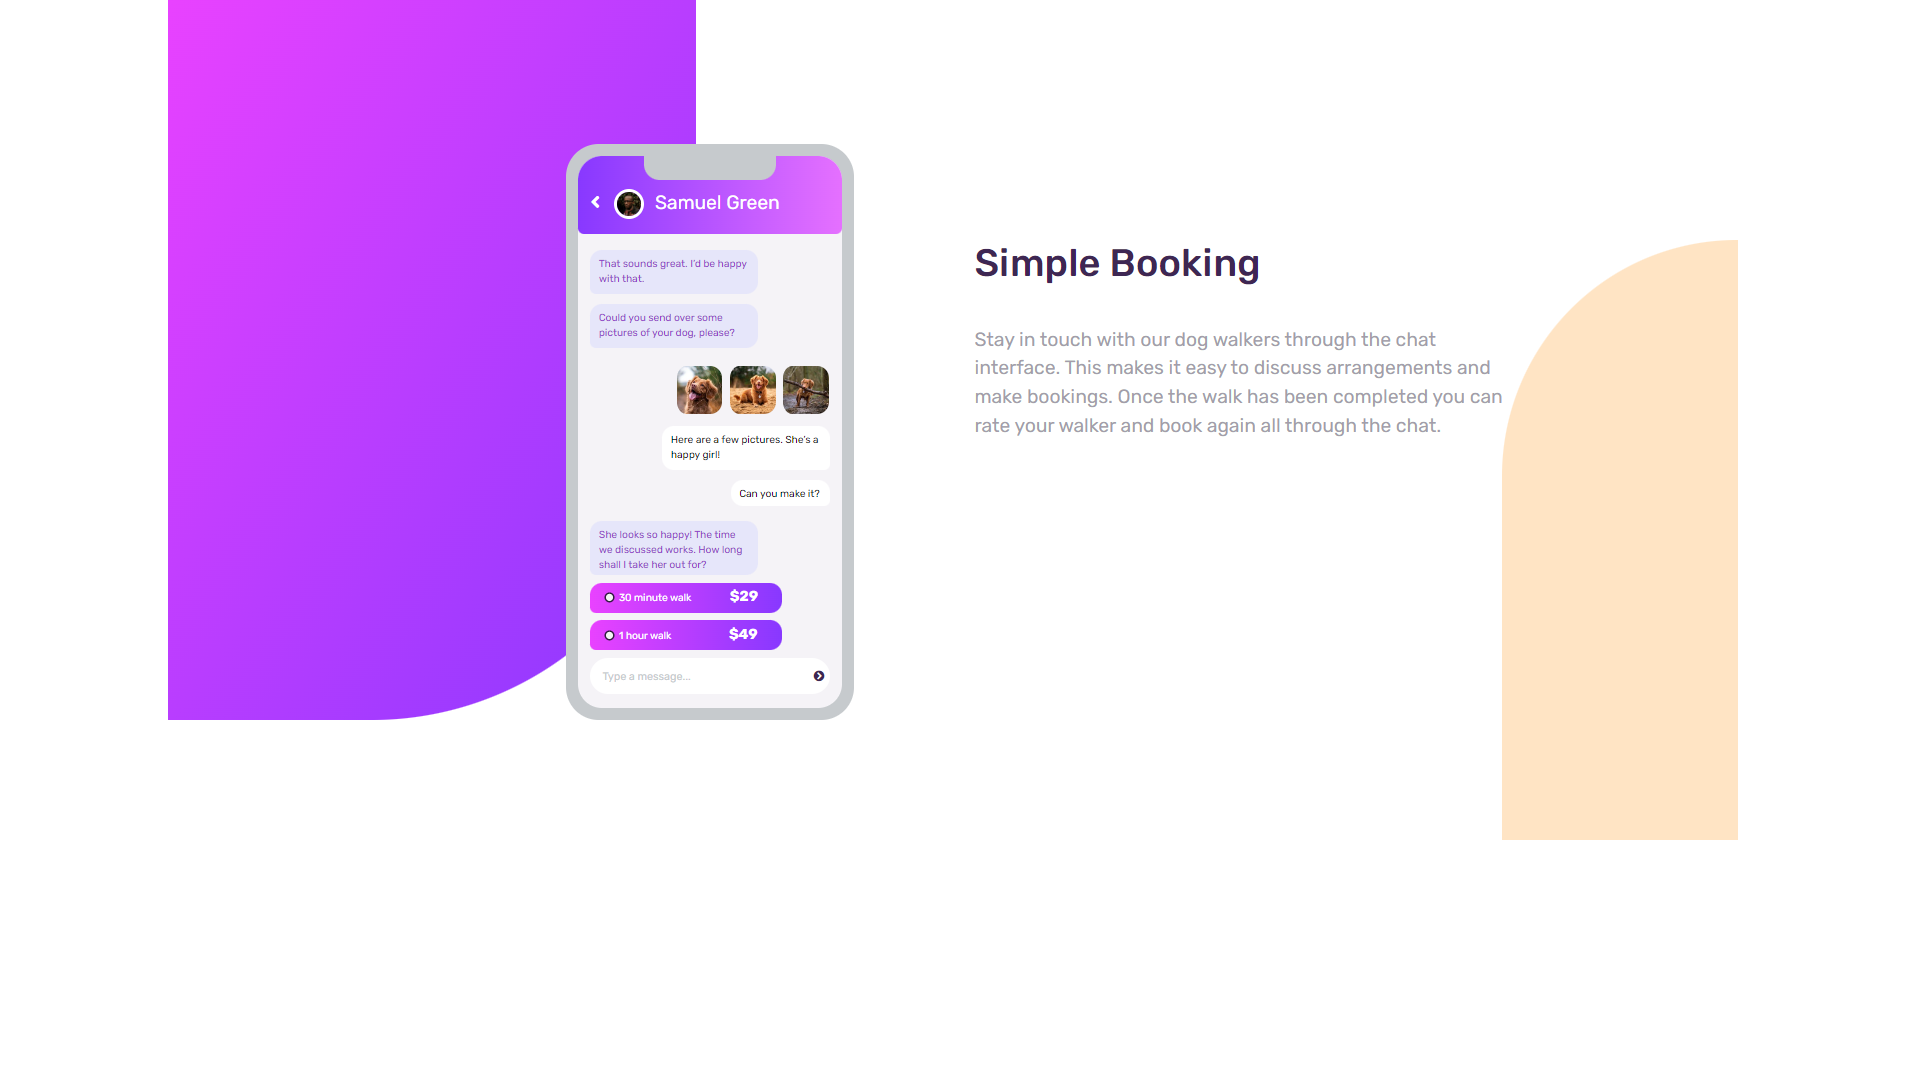 Samuel Green
That sounds great. I'd be happy
with that.
Could you send over some
pictures of your dog, please?
Here are a few pictures. She's a
happy girl!
Can you make it?
She looks so happy! The time
we discussed works. How long
shall I take her out for?
30 minute walk $29
1 hour walk $49
Type a message...
Simple Booking
Stay in touch with our dog walkers through the chat
interface. This makes it easy to discuss arrangements and
make bookings. Once the walk has been completed you can
rate your walker and book again all through the chat.